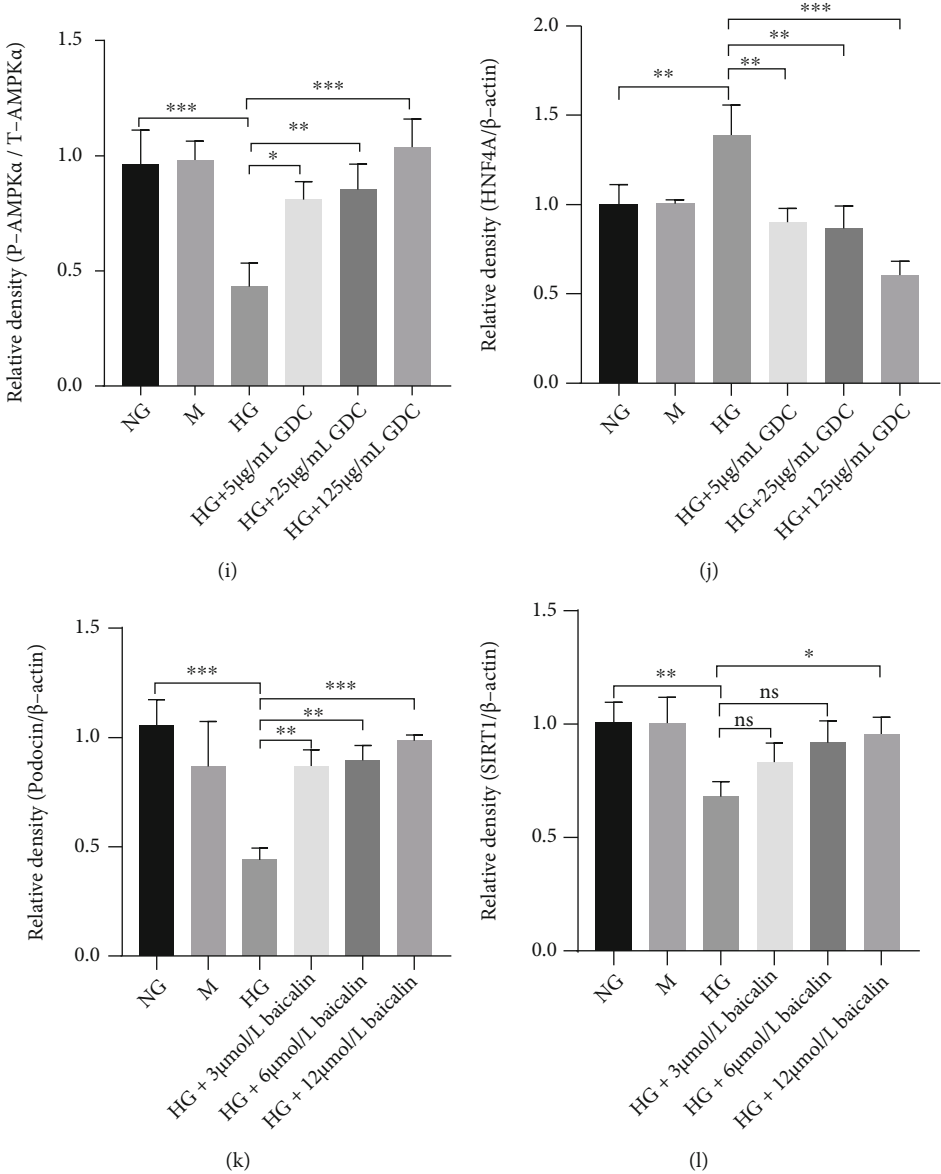 Relative density (P–AMPKα / T–AMPKα)
1.5
1.0
0.5
0.0
***
***
**
*
NG
M
HG
HG+5μg/mL GDC
HG+25μg/mL GDC
HG+125μg/mL GDC
(i)
Relative density (HNF4A/β–actin)
2.0
1.5
1.0
0.5
0.0
***
**
**
**
NG
M
HG
HG+5μg/mL GDC
HG+25μg/mL GDC
HG+125μg/mL GDC
(j)
Relative density (Podocin/β–actin)
1.5
1.0
0.5
0.0
***
***
**
**
NG
M
HG
HG + 3μmol/L baicalin
HG + 6μmol/L baicalin
HG + 12μmol/L baicalin
(k)
Relative density (SIRT1/β–actin)
1.5
1.0
0.5
0.0
*
**
ns
ns
NG
M
HG
HG + 3μmol/L baicalin
HG + 6μmol/L baicalin
HG + 12μmol/L baicalin
(l)